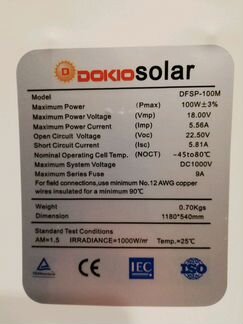 DOKIO solar
Model DFSP-100M
Maximum Power (Pmax) 100W±3%
Maximum Power Voltage (Vmp) 18.00V
Maximum Power Current (Imp) 5.56A
Open Circuit Voltage (Voc) 22.50V
Short Circuit Current (Isc) 5.81A
Nominal Operating Cell Temp. (NOCT) -45to80℃
Maximum System Voltage DC1000V
Maximum Series Fuse 9A
For field connections,use minimum No.12 AWG copper
wires insulated for a minimum 90℃
Weight 0.70Kgs
Dimension 1180*540mm
Standard Test Conditions
AM=1.5 IRRADIANCE=1000W/㎡ Temp.=25℃
CE IEC